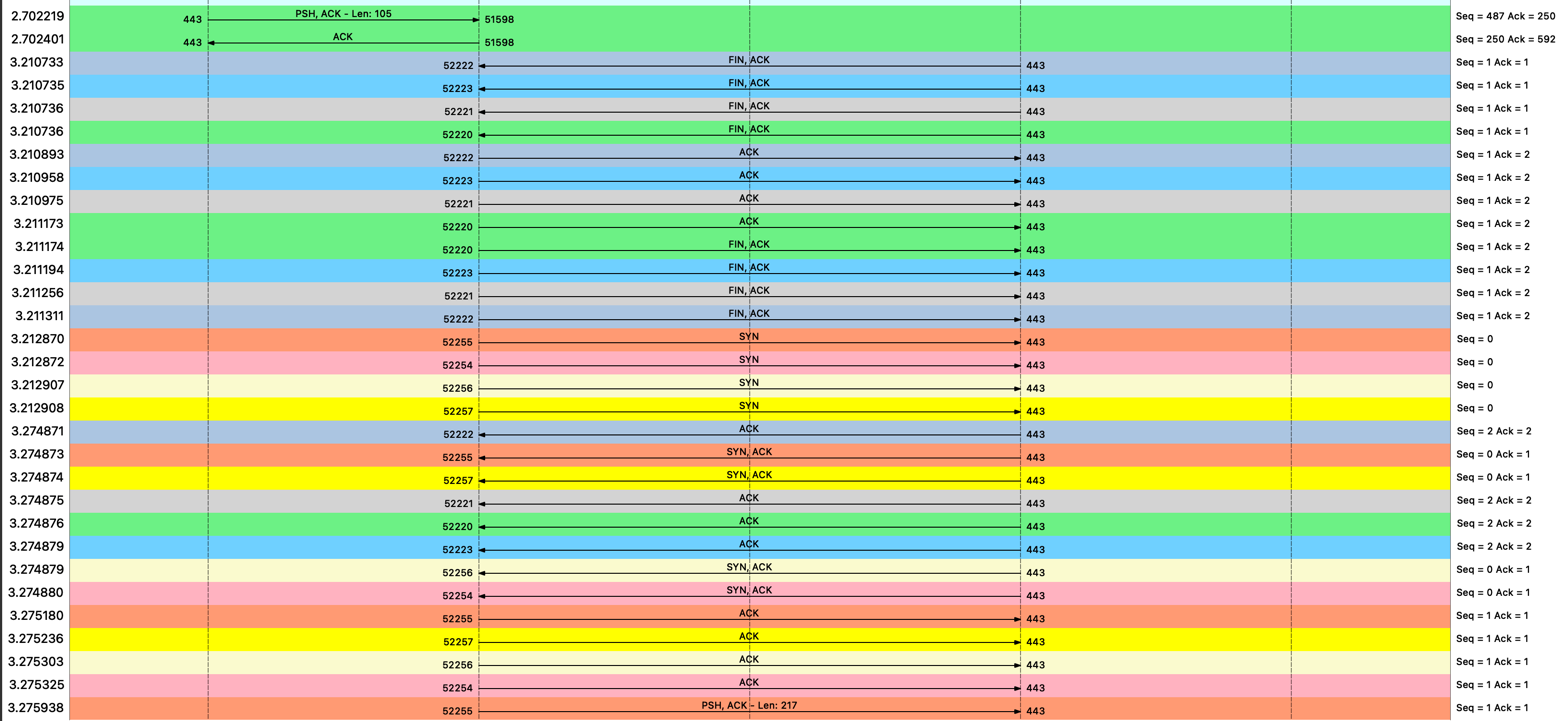 2.702219 443 PSH, ACK - Len: 105 51598 Seq = 487 Ack = 250
2.702401 443 ACK 51598 Seq = 250 Ack = 592
3.210733 52222 FIN, ACK 443 Seq = 1 Ack = 1
3.210735 52223 FIN, ACK 443 Seq = 1 Ack = 1
3.210736 52221 FIN, ACK 443 Seq = 1 Ack = 1
3.210736 52220 FIN, ACK 443 Seq = 1 Ack = 1
3.210893 52222 ACK 443 Seq = 1 Ack = 2
3.210958 52223 ACK 443 Seq = 1 Ack = 2
3.210975 52221 ACK 443 Seq = 1 Ack = 2
3.211173 52220 ACK 443 Seq = 1 Ack = 2
3.211174 52220 FIN, ACK 443 Seq = 1 Ack = 2
3.211194 52223 FIN, ACK 443 Seq = 1 Ack = 2
3.211256 52221 FIN, ACK 443 Seq = 1 Ack = 2
3.211311 52222 FIN, ACK 443 Seq = 1 Ack = 2
3.212870 52255 SYN 443 Seq = 0
3.212872 52254 SYN 443 Seq = 0
3.212907 52256 SYN 443 Seq = 0
3.212908 52257 SYN 443 Seq = 0
3.274871 52222 ACK 443 Seq = 2 Ack = 2
3.274873 52255 SYN, ACK 443 Seq = 0 Ack = 1
3.274874 52257 SYN, ACK 443 Seq = 0 Ack = 1
3.274875 52221 ACK 443 Seq = 2 Ack = 2
3.274876 52220 ACK 443 Seq = 2 Ack = 2
3.274879 52223 ACK 443 Seq = 2 Ack = 2
3.274879 52256 SYN, ACK 443 Seq = 0 Ack = 1
3.274880 52254 SYN, ACK 443 Seq = 0 Ack = 1
3.275180 52255 ACK 443 Seq = 1 Ack = 1
3.275236 52257 ACK 443 Seq = 1 Ack = 1
3.275303 52256 ACK 443 Seq = 1 Ack = 1
3.275325 52254 ACK 443 Seq = 1 Ack = 1
3.275938 52255 PSH, ACK - Len: 217 443 Seq = 1 Ack = 1